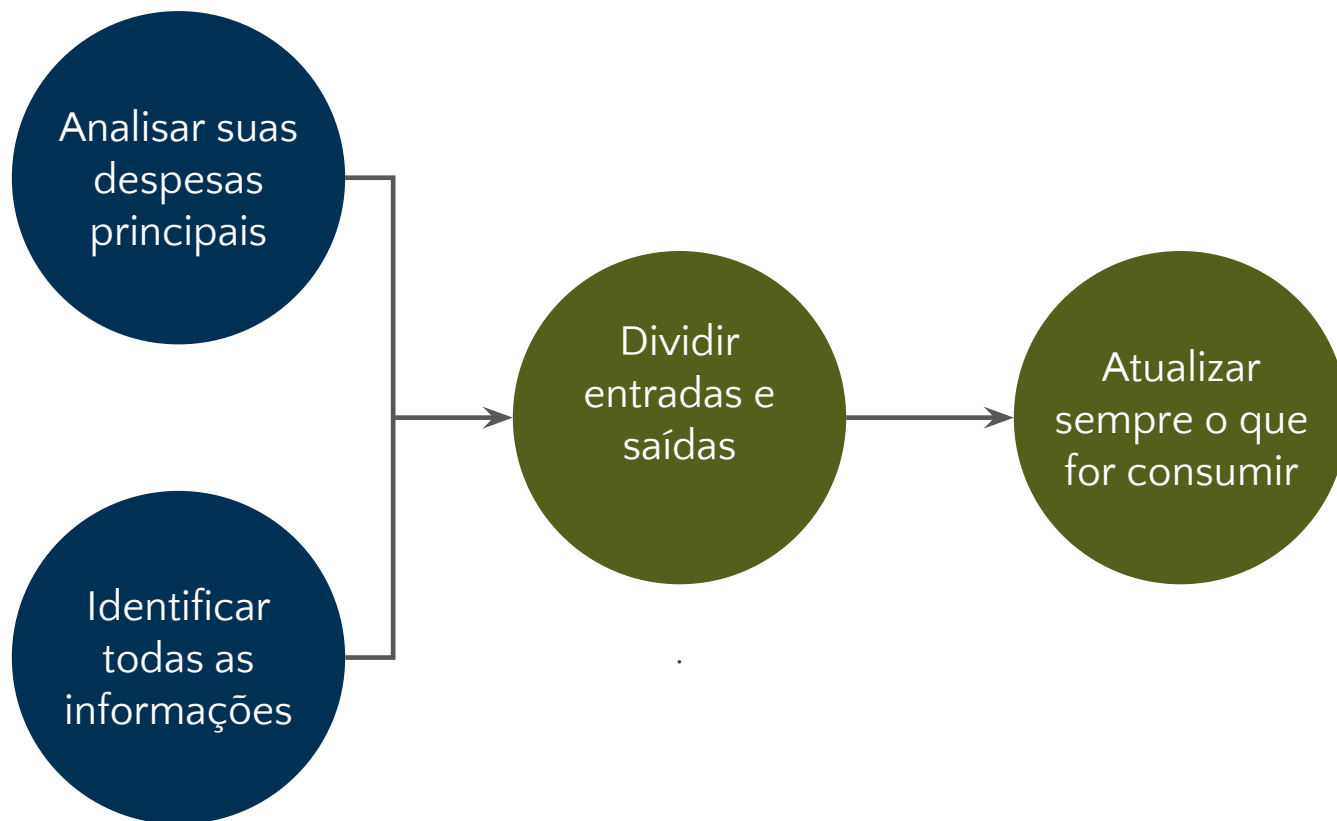 Analisar suas
despesas
principais
Identificar
todas as
informações
Dividir
entradas e
saídas
.
Atualizar
sempre o que
for consumir